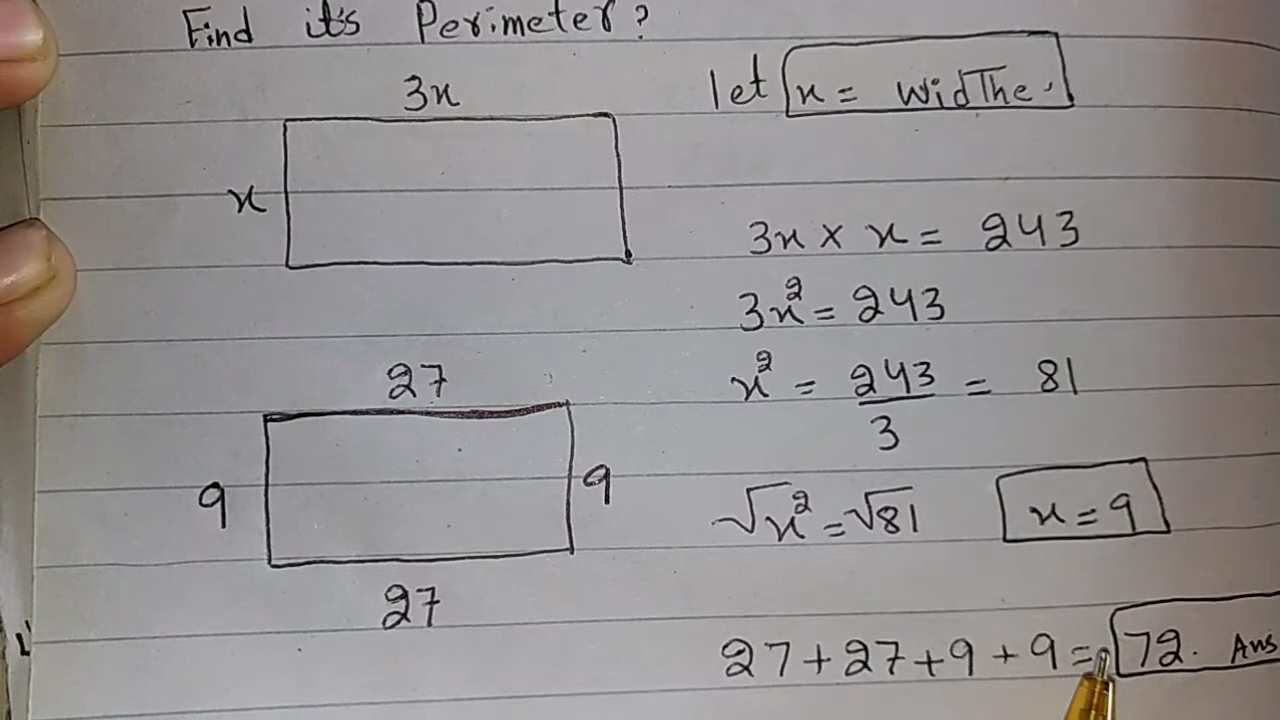 Find it's Perimeter?
3x
let x = widthe.
x
3x × x = 243
3x² = 243
27
x² = 243/3 = 81
9
9
√x² = √81
x = 9
27
27 + 27 + 9 + 9 = 72. Ans